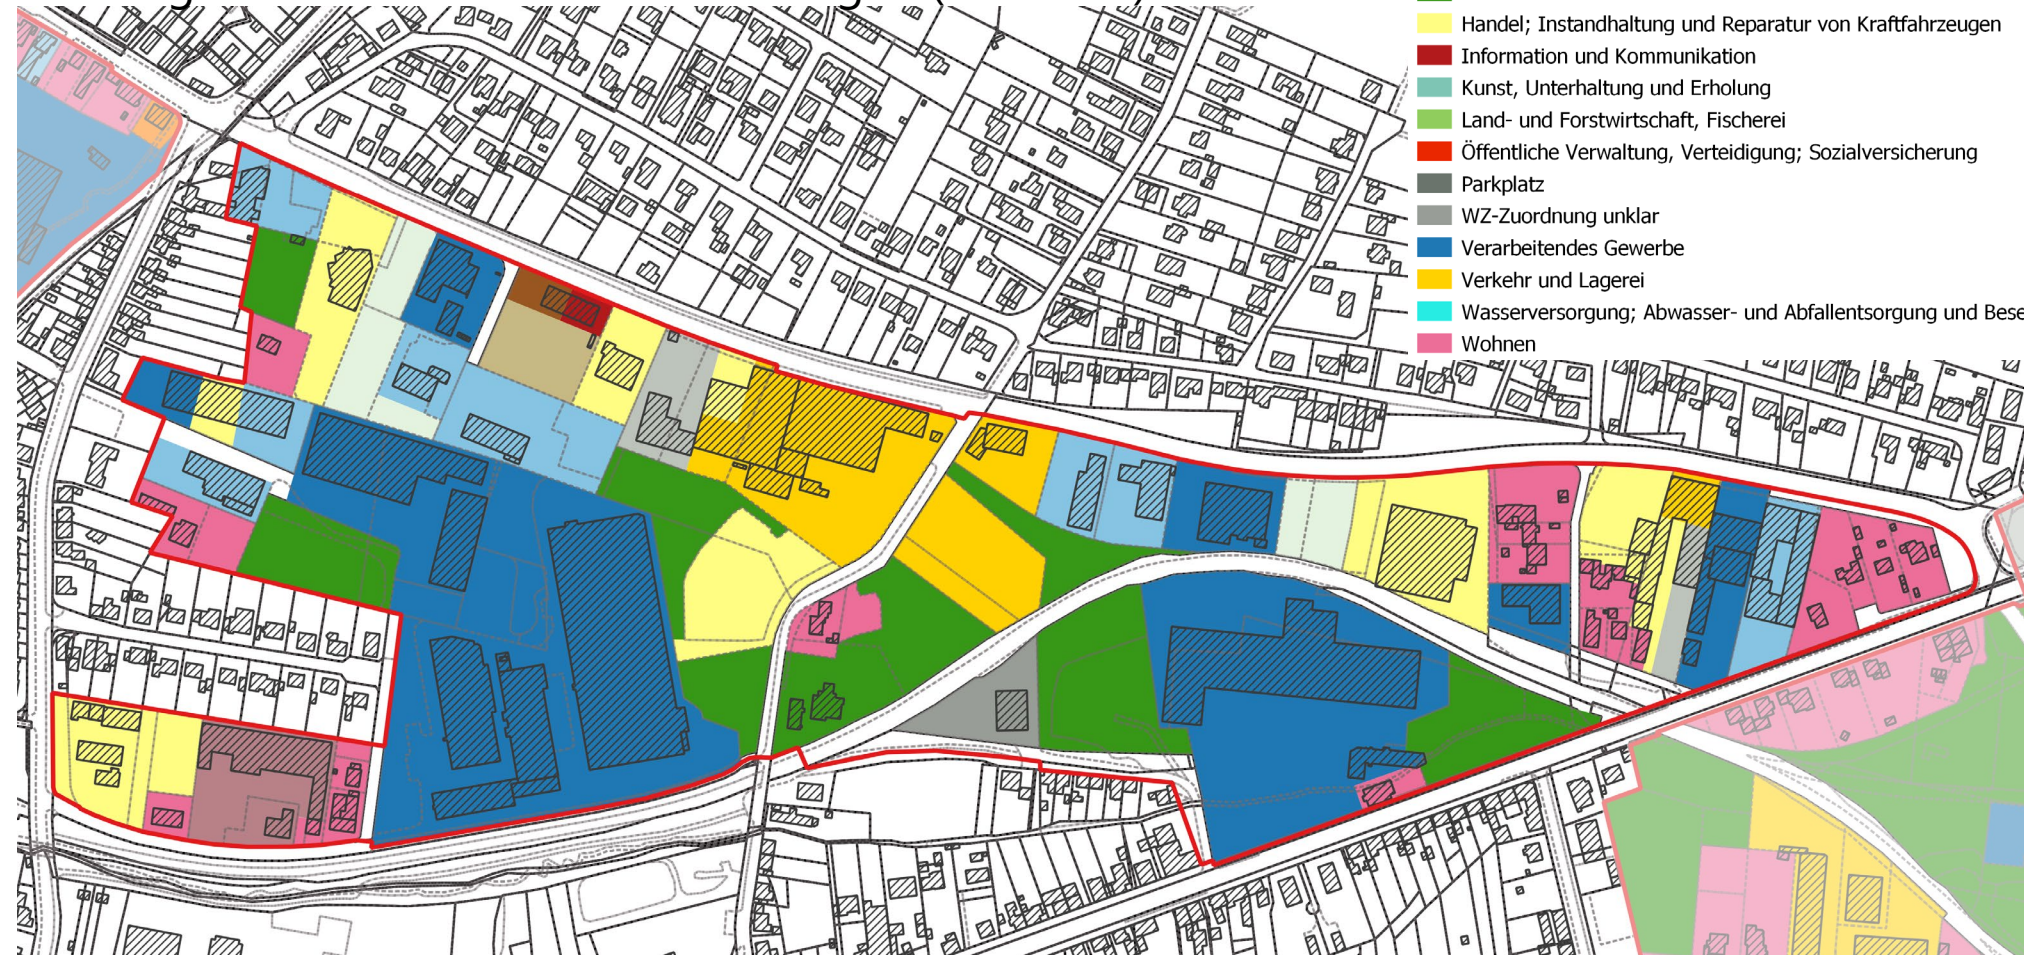 Handel; Instandhaltung und Reparatur von Kraftfahrzeugen
Information und Kommunikation
Kunst, Unterhaltung und Erholung
Land- und Forstwirtschaft, Fischerei
Öffentliche Verwaltung, Verteidigung; Sozialversicherung
Parkplatz
WZ-Zuordnung unklar
Verarbeitendes Gewerbe
Verkehr und Lagerei
Wasserversorgung; Abwasser- und Abfallentsorgung und Bese
Wohnen